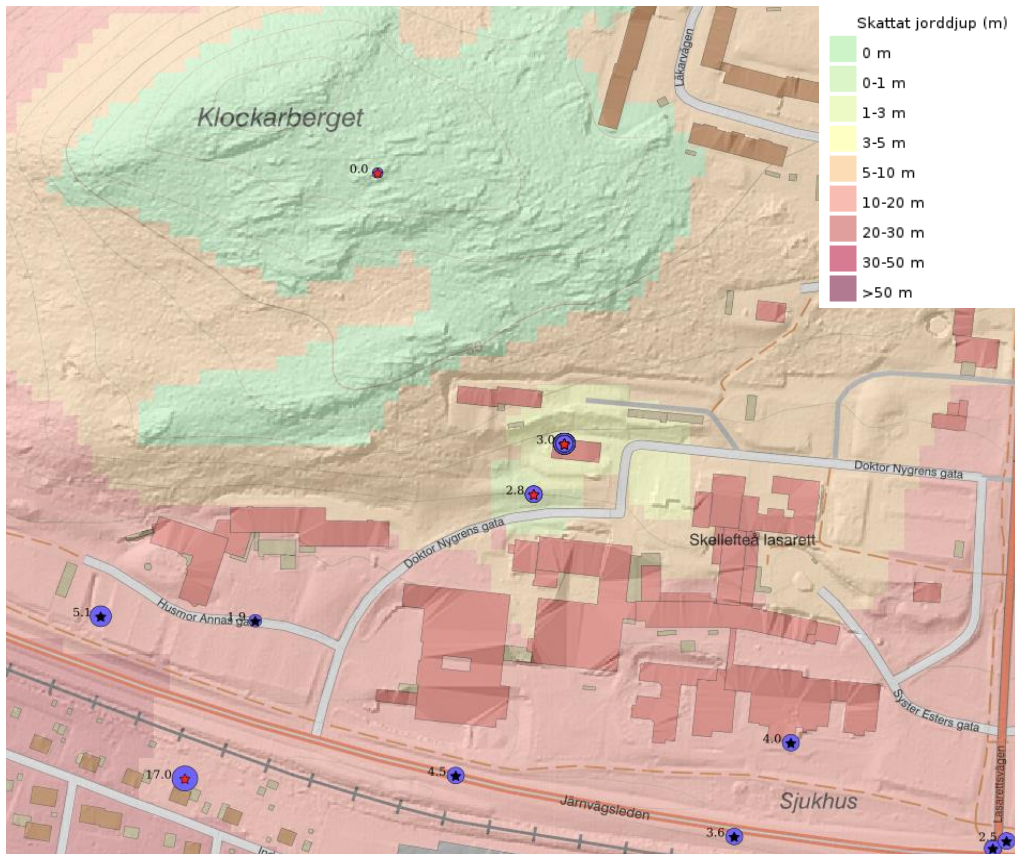 Skattat jorddjup (m)
0 m
0-1 m
1-3 m
3-5 m
5-10 m
10-20 m
20-30 m
30-50 m
>50 m
Läkarvägen
Klockarberget
0.0
3.0
2.8
Doktor Nygrens gata
Doktor Nygrens gata
Skellefteå lasarett
5.1
Husmor Annas gata
1.9
Syster Esters gata
4.0
17.0
4.5
Järnvägsleden
Sjukhus
Lasarettsvägen
3.6
2.5